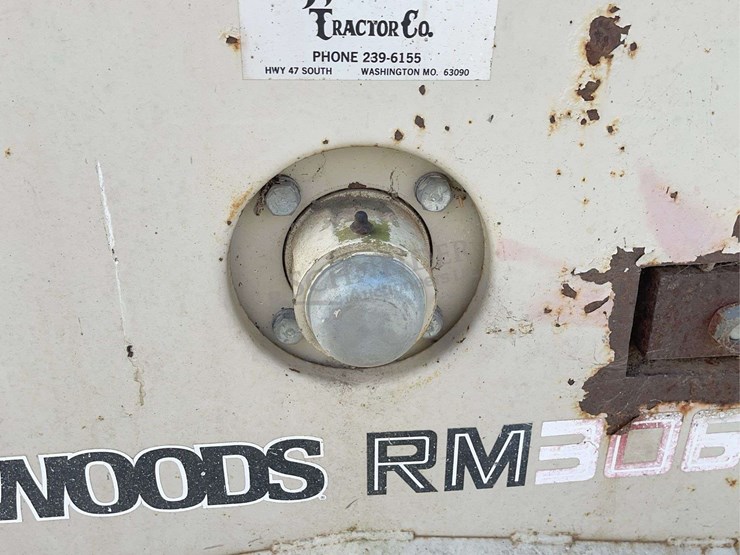 TRACTOR CO.
PHONE 239-6155
HWY 47 SOUTH WASHINGTON MO. 63090
WOODS RM306